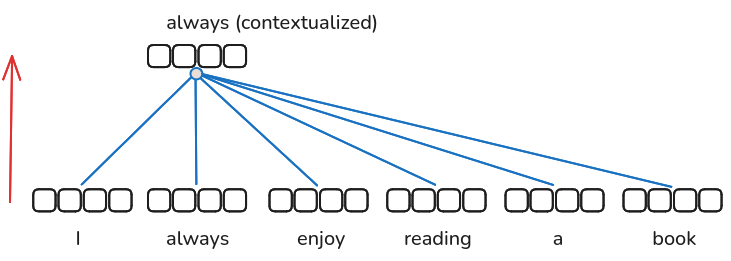 always (contextualized)
I always enjoy reading a book